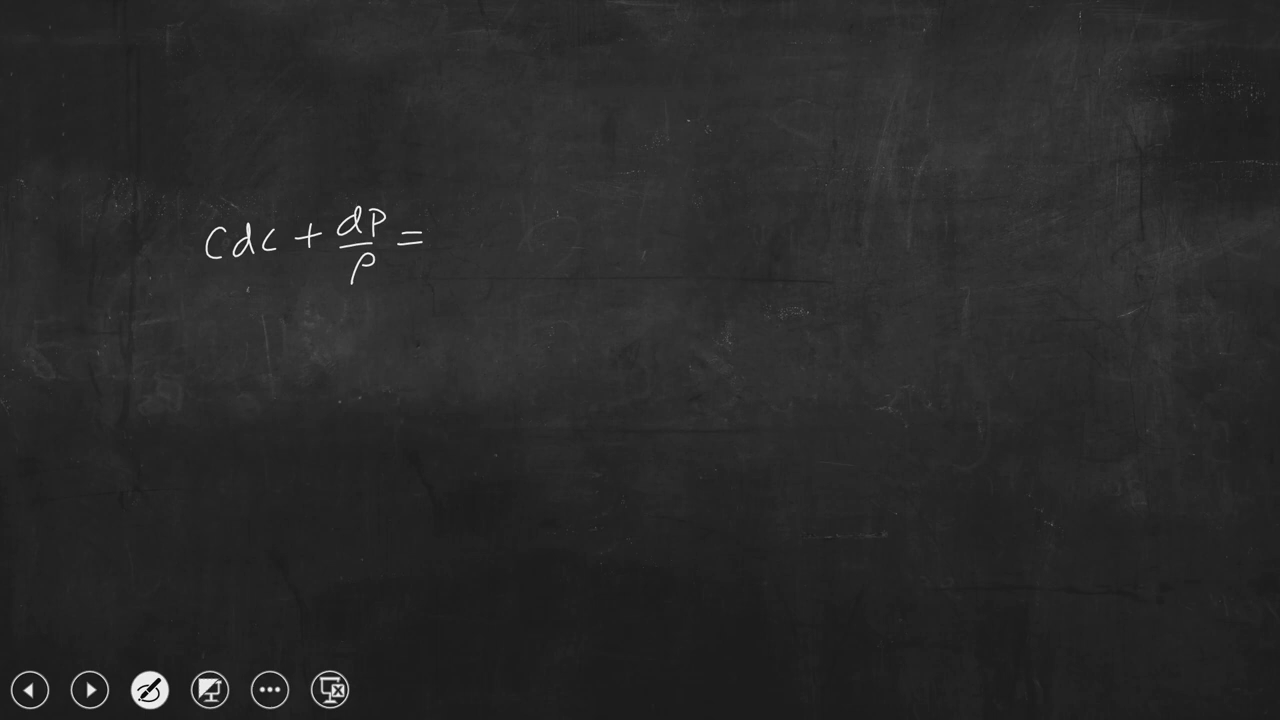 Cdc + dP/ρ =